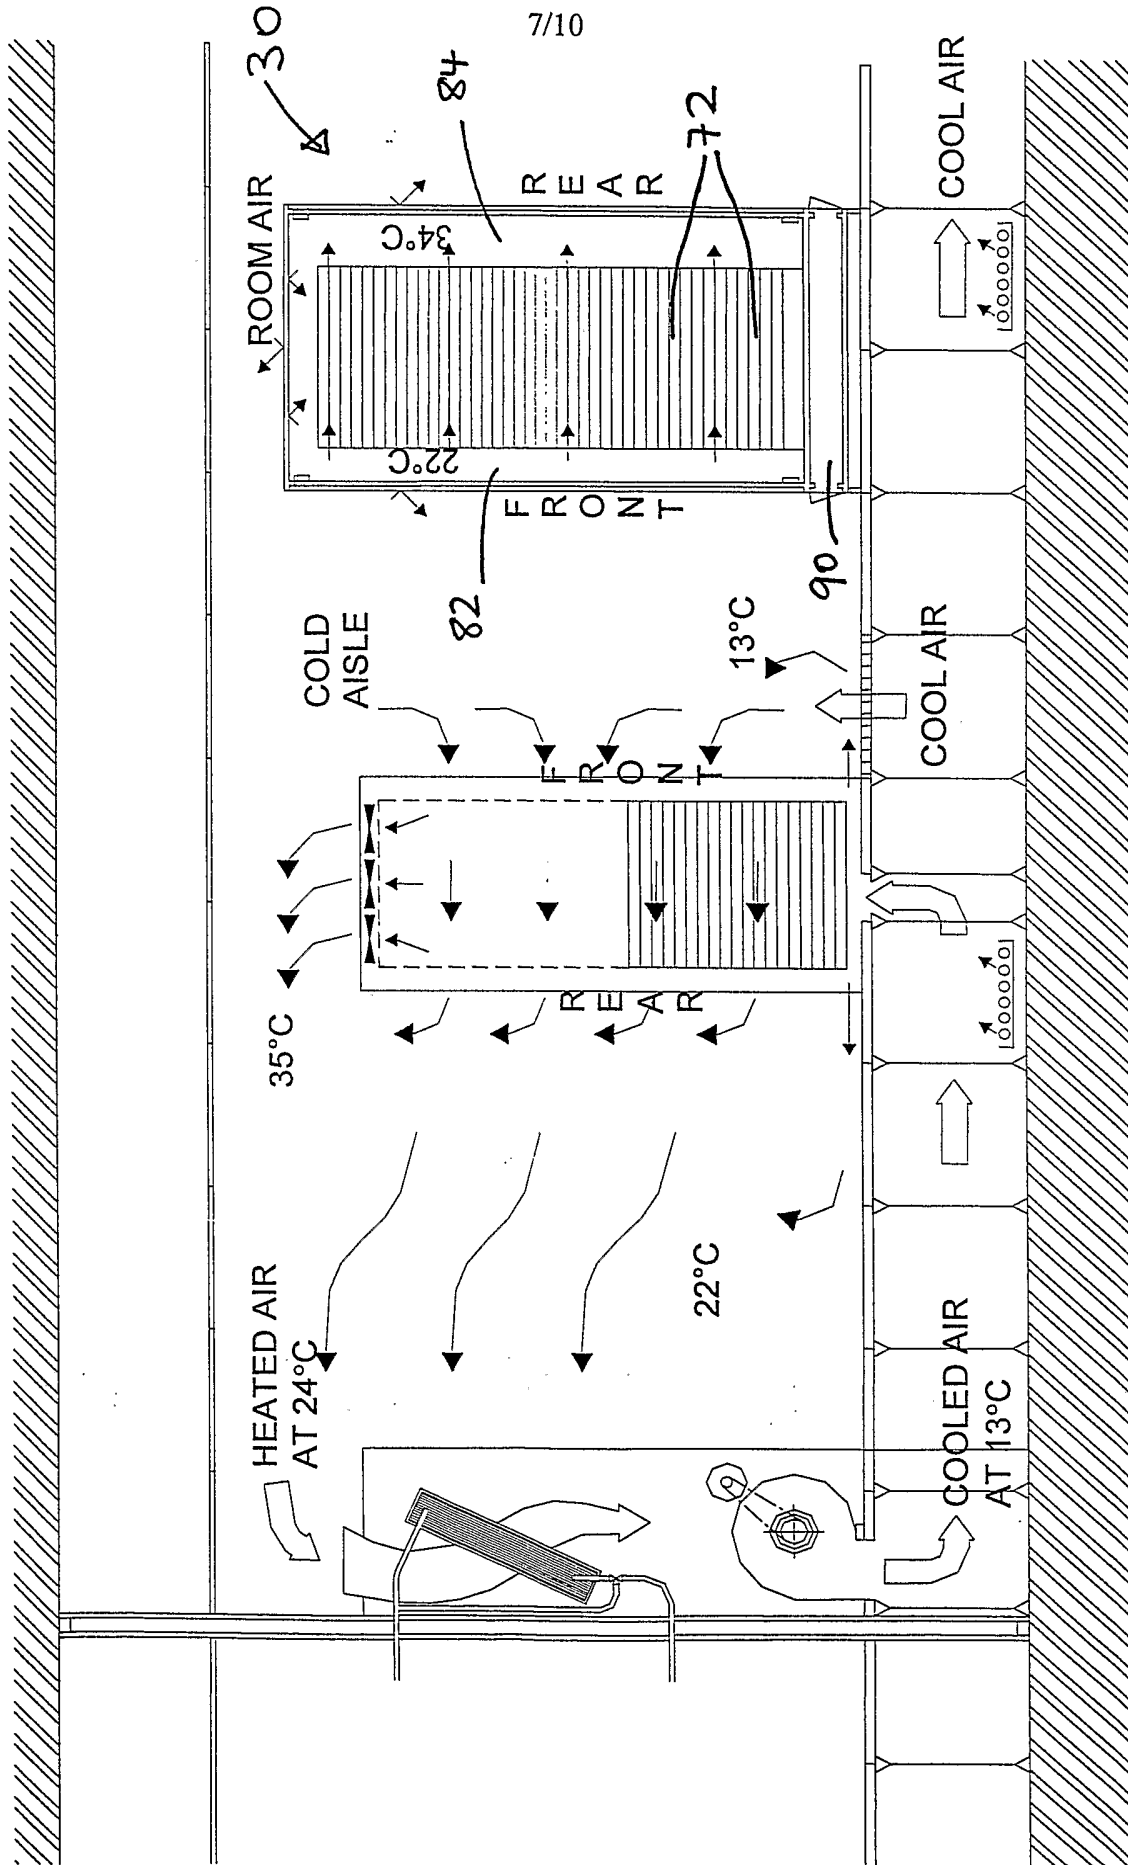 7/10
30
84
72
82
90
ROOM AIR
REAR
34°C
22°C
FRONT
COOL AIR
COLD
AISLE
13°C
COOL AIR
FRONT
REAR
35°C
22°C
HEATED AIR
AT 24°C
COOLED AIR
AT 13°C